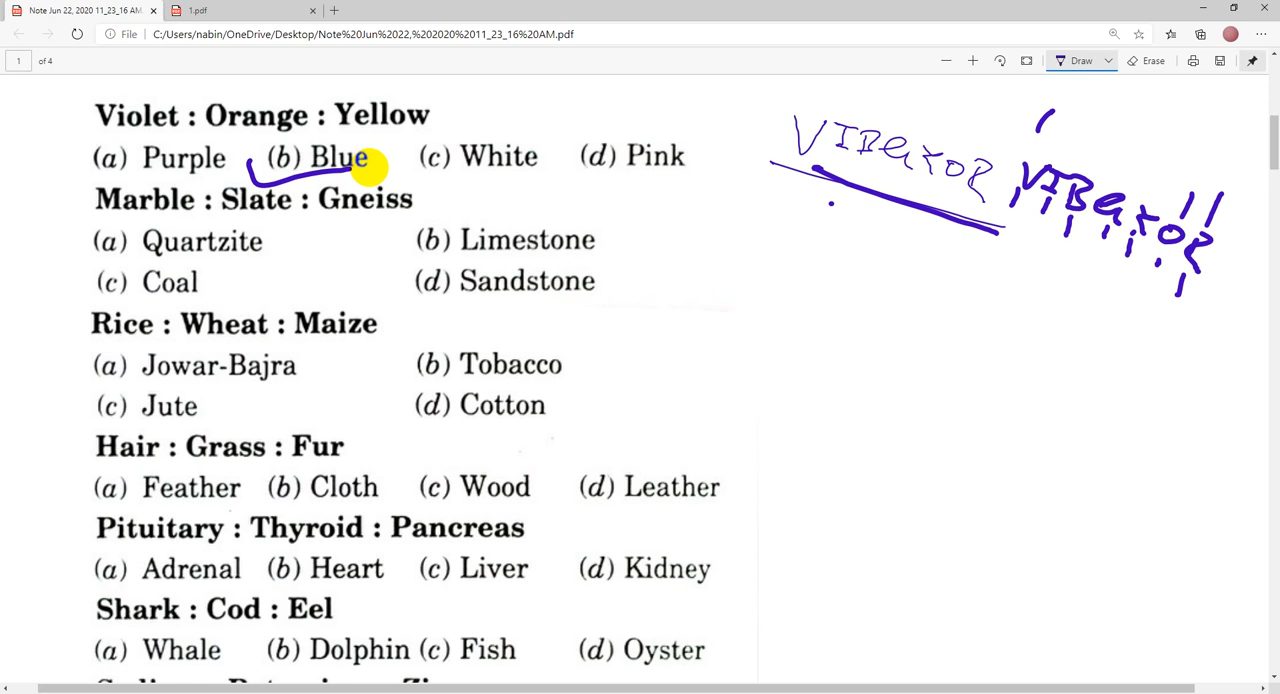 Note Jun 22, 2020 11_23_16 AM.
1.pdf
File C:/Users/nabin/OneDrive/Desktop/Note%20Jun%2022,%202020%2011_23_16%20AM.pdf
1 of 4
Draw
Erase
Violet : Orange : Yellow
(a) Purple (b) Blue (c) White (d) Pink
Marble : Slate : Gneiss
(a) Quartzite (b) Limestone
(c) Coal (d) Sandstone
Rice : Wheat : Maize
(a) Jowar-Bajra (b) Tobacco
(c) Jute (d) Cotton
Hair : Grass : Fur
(a) Feather (b) Cloth (c) Wood (d) Leather
Pituitary : Thyroid : Pancreas
(a) Adrenal (b) Heart (c) Liver (d) Kidney
Shark : Cod : Eel
(a) Whale (b) Dolphin (c) Fish (d) Oyster